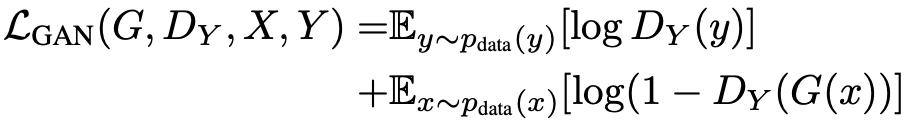 ℒ_GAN(G, D_Y, X, Y) = 𝔼_{y∼p_data(y)}[log D_Y(y)]
+ 𝔼_{x∼p_data(x)}[log(1 − D_Y(G(x))]